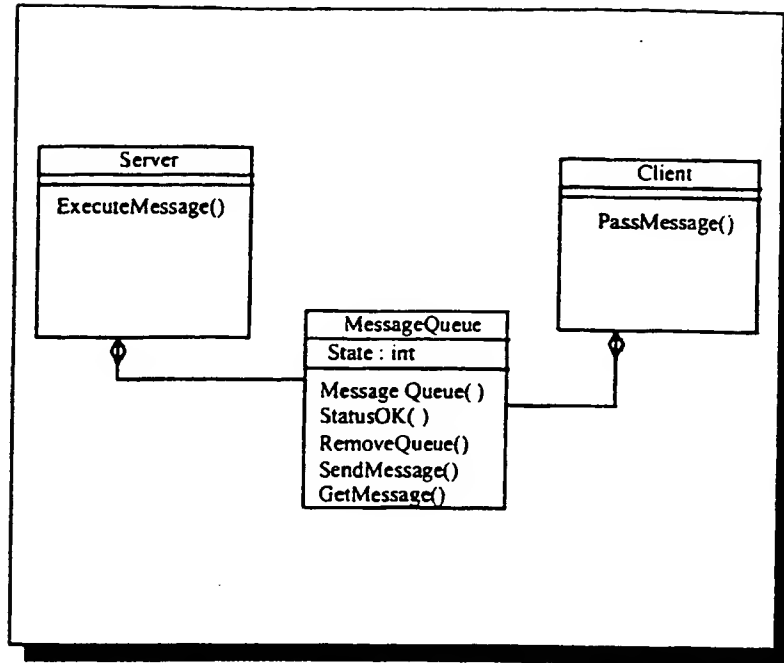 Server
ExecuteMessage()
Client
PassMessage()
MessageQueue
State : int
Message Queue( )
StatusOK( )
RemoveQueue()
SendMessage()
GetMessage()